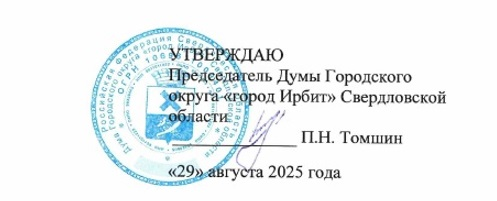 УТВЕРЖДАЮ
Председатель Думы Городского
округа «город Ирбит» Свердловской
области
П.Н. Томшин
«29» августа 2025 года